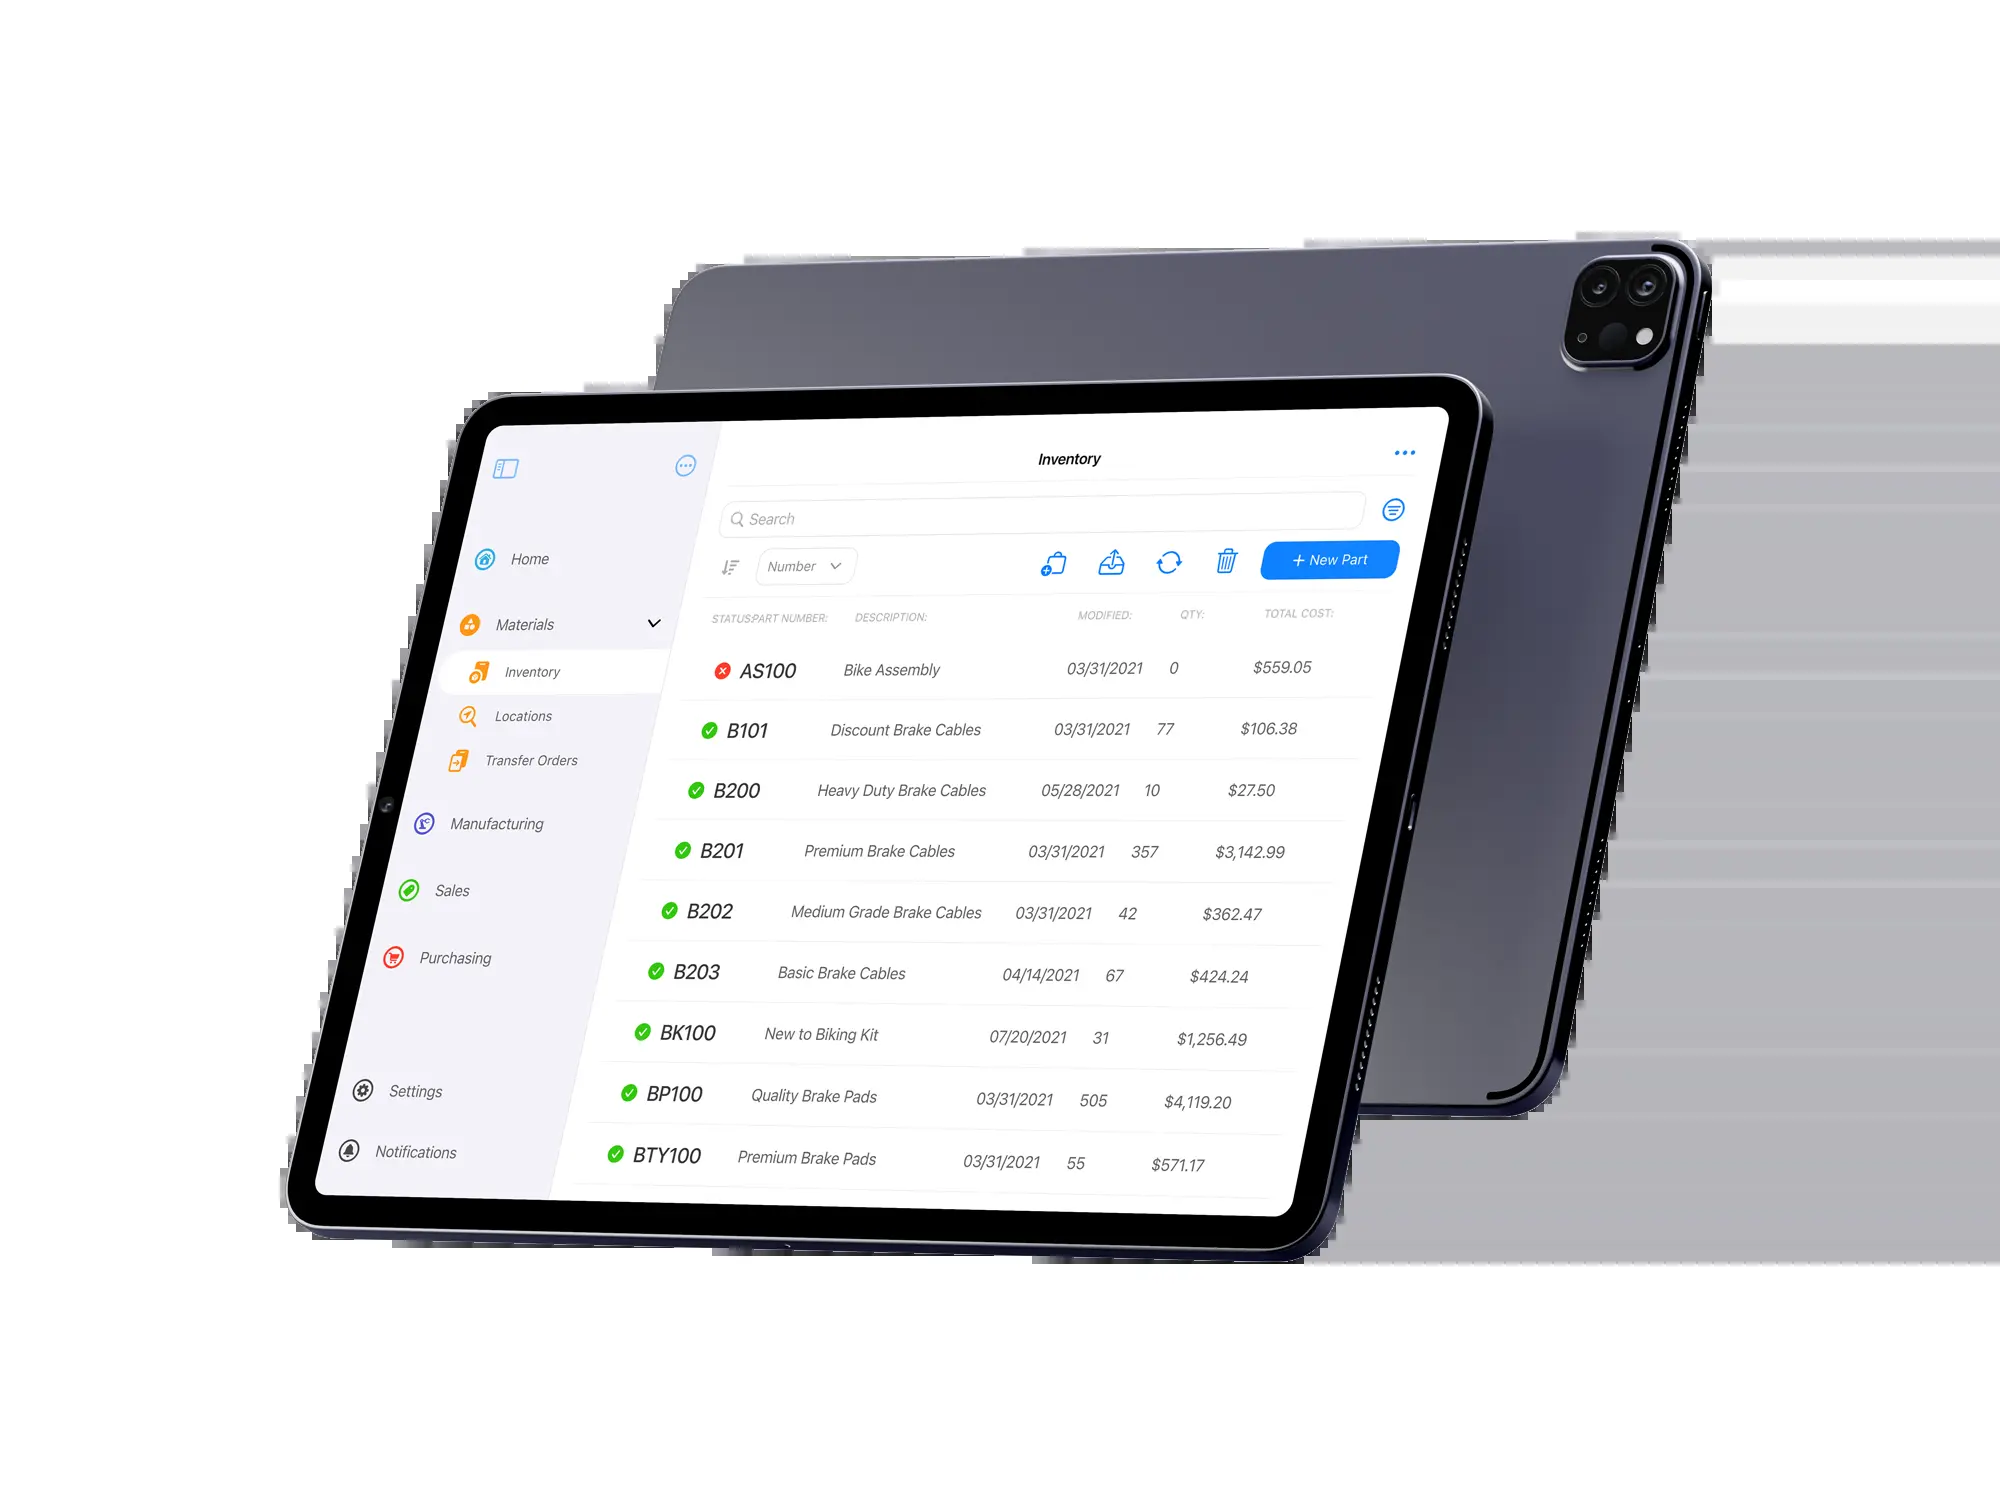 Inventory
Search
Number
+ New Part
Home
Materials
Inventory
Locations
Transfer Orders
Manufacturing
Sales
Purchasing
Settings
Notifications
STATUS: PART NUMBER: DESCRIPTION: MODIFIED: QTY: TOTAL COST:
AS100 Bike Assembly 03/31/2021 0 $559.05
B101 Discount Brake Cables 03/31/2021 77 $106.38
B200 Heavy Duty Brake Cables 05/28/2021 10 $27.50
B201 Premium Brake Cables 03/31/2021 357 $3,142.99
B202 Medium Grade Brake Cables 03/31/2021 42 $362.47
B203 Basic Brake Cables 04/14/2021 67 $424.24
BK100 New to Biking Kit 07/20/2021 31 $1,256.49
BP100 Quality Brake Pads 03/31/2021 505 $4,119.20
BTY100 Premium Brake Pads 03/31/2021 55 $571.17